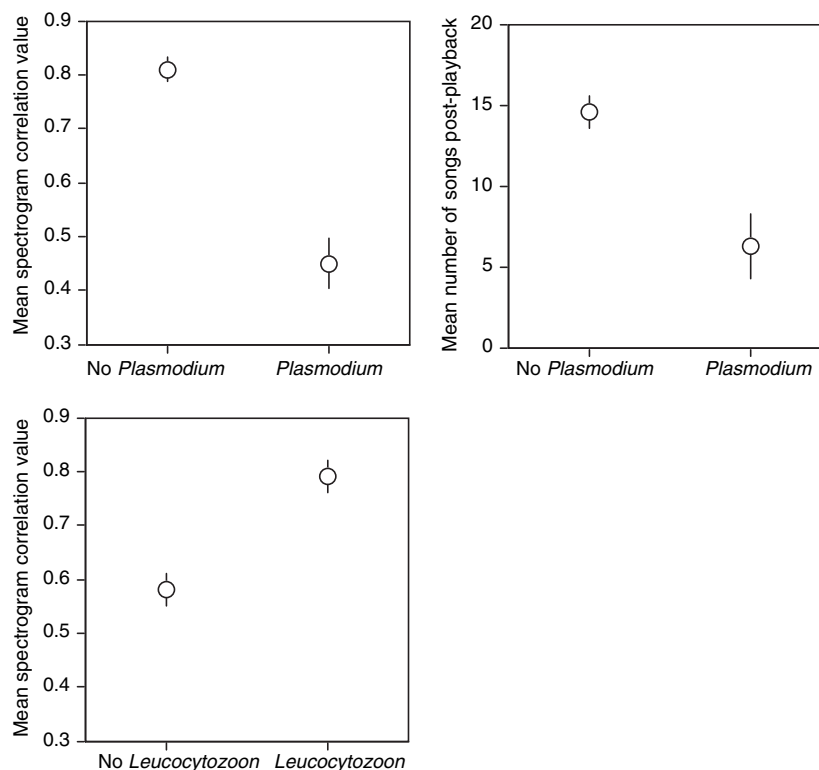 Mean spectrogram correlation value
0.9
0.8
0.7
0.6
0.5
0.4
0.3
No Plasmodium
Plasmodium
Mean number of songs post-playback
20
15
10
5
0
No Plasmodium
Plasmodium
Mean spectrogram correlation value
0.9
0.8
0.7
0.6
0.5
0.4
0.3
No Leucocytozoon
Leucocytozoon